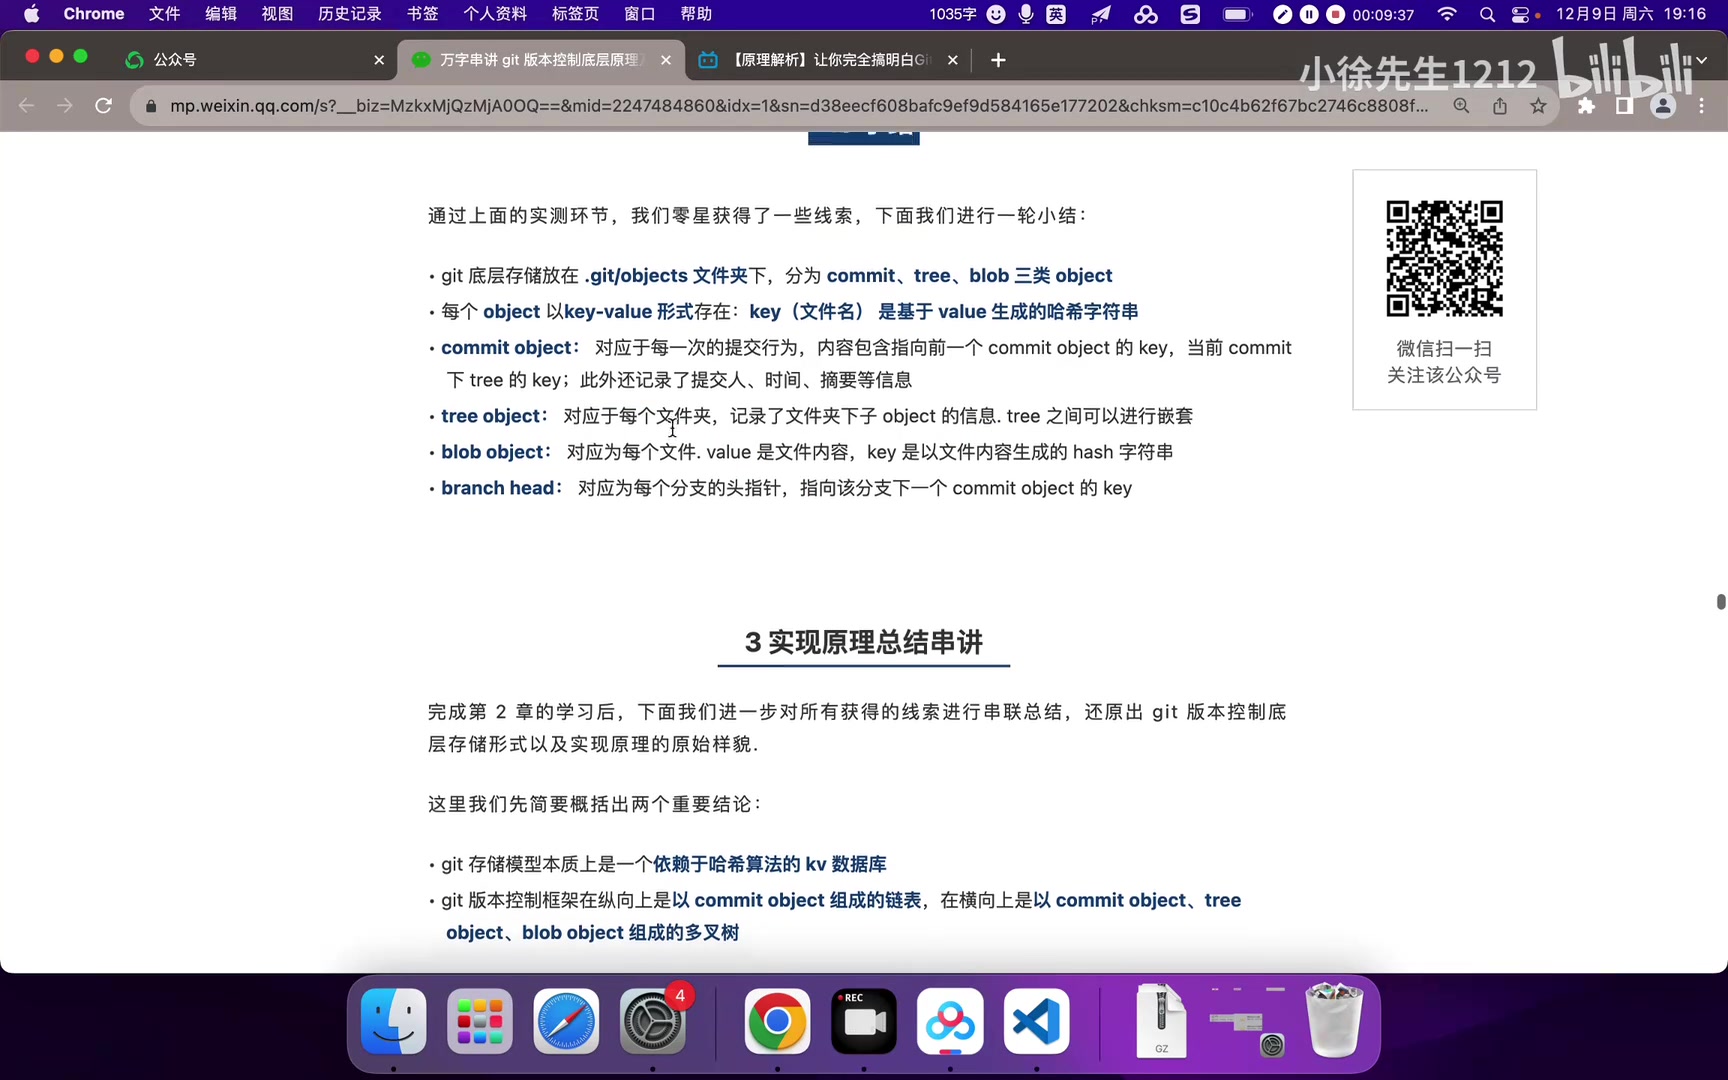 Chrome 文件 编辑 视图 历史记录 书签 个人资料 标签页 窗口 帮助 1035字 英 00:09:37 12月9日 周六 19:16
公众号 万字串讲 git 版本控制底层原理 【原理解析】让你完全搞明白Gi
小徐先生1212 bilibili
mp.weixin.qq.com/s?__biz=MzkxMjQzMjA0OQ==&mid=2247484860&idx=1&sn=d38eecf608bafc9ef9d584165e177202&chksm=c10c4b62f67bc2746c8808f...
通过上面的实测环节，我们零星获得了一些线索，下面我们进行一轮小结：
• git 底层存储放在 .git/objects 文件夹下，分为 commit、tree、blob 三类 object
• 每个 object 以key-value 形式存在：key（文件名） 是基于 value 生成的哈希字符串
• commit object： 对应于每一次的提交行为，内容包含指向前一个 commit object 的 key，当前 commit
下 tree 的 key；此外还记录了提交人、时间、摘要等信息
• tree object： 对应于每个文件夹，记录了文件夹下子 object 的信息. tree 之间可以进行嵌套
• blob object： 对应为每个文件. value 是文件内容，key 是以文件内容生成的 hash 字符串
• branch head： 对应为每个分支的头指针，指向该分支下一个 commit object 的 key
微信扫一扫
关注该公众号
3 实现原理总结串讲
完成第 2 章的学习后，下面我们进一步对所有获得的线索进行串联总结，还原出 git 版本控制底
层存储形式以及实现原理的原始样貌.
这里我们先简要概括出两个重要结论：
• git 存储模型本质上是一个依赖于哈希算法的 kv 数据库
• git 版本控制框架在纵向上是以 commit object 组成的链表，在横向上是以 commit object、tree
object、blob object 组成的多叉树
4
REC
GZ